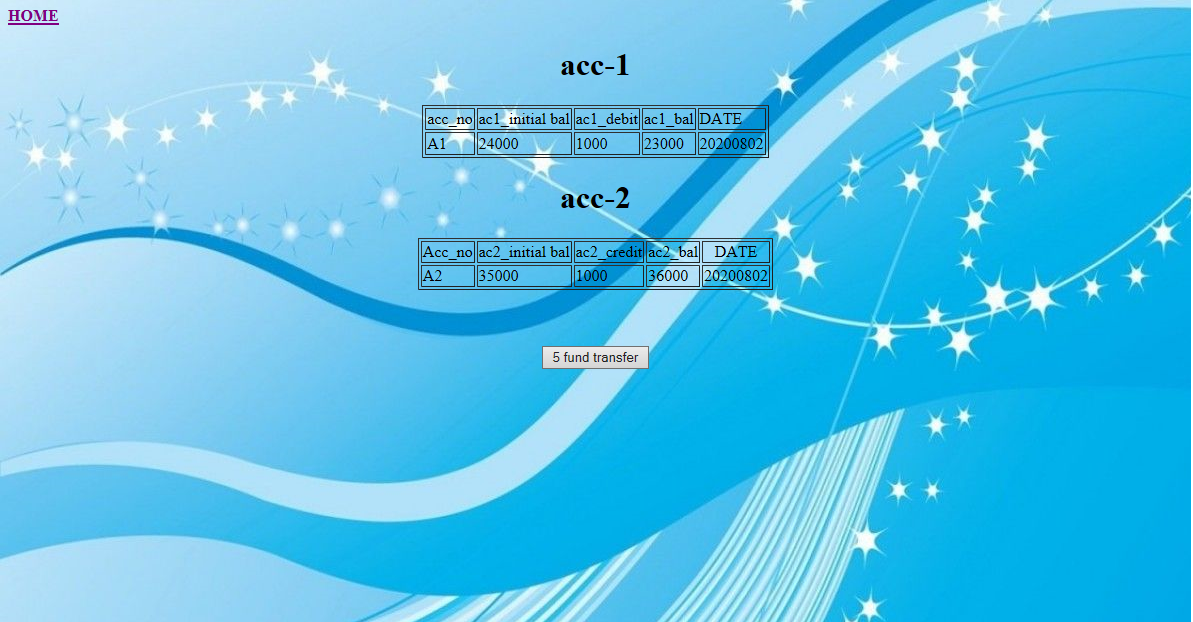 HOME
acc-1
acc_no ac1_initial bal ac1_debit ac1_bal DATE
A1 24000 1000 23000 20200802
acc-2
Acc_no ac2_initial bal ac2_credit ac2_bal DATE
A2 35000 1000 36000 20200802
5 fund transfer